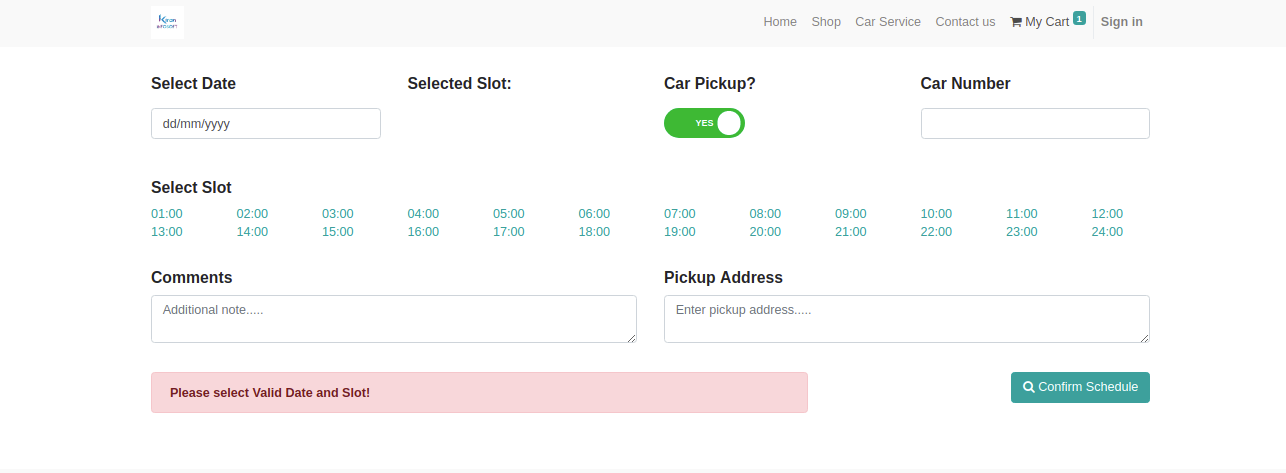 Home Shop Car Service Contact us My Cart 1 Sign in
Select Date Selected Slot: Car Pickup? Car Number
dd/mm/yyyy YES
Select Slot
01:00 02:00 03:00 04:00 05:00 06:00 07:00 08:00 09:00 10:00 11:00 12:00
13:00 14:00 15:00 16:00 17:00 18:00 19:00 20:00 21:00 22:00 23:00 24:00
Comments Pickup Address
Additional note..... Enter pickup address.....
Please select Valid Date and Slot! Confirm Schedule